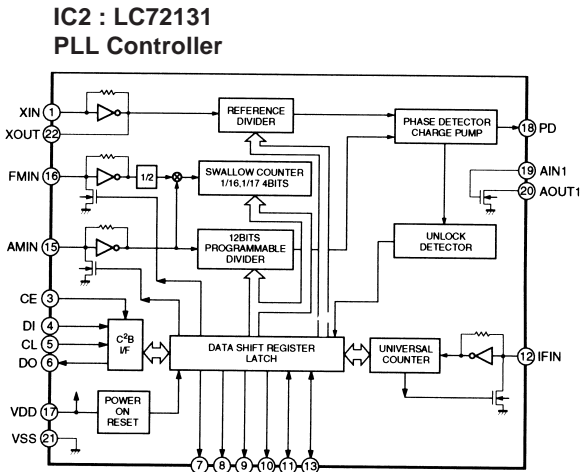 IC2 : LC72131
PLL Controller
XIN 1
XOUT 22
FMIN 16
AMIN 15
CE 3
DI 4
CL 5
DO 6
VDD 17
VSS 21
REFERENCE
DIVIDER
PHASE DETECTOR
CHARGE PUMP
18 PD
19 AIN1
20 AOUT1
1/2
SWALLOW COUNTER
1/16,1/17 4BITS
12BITS
PROGRAMMABLE
DIVIDER
UNLOCK
DETECTOR
C²B
I/F
DATA SHIFT REGISTER
LATCH
UNIVERSAL
COUNTER
12 IFIN
POWER
ON
RESET
7 8 9 10 11 13